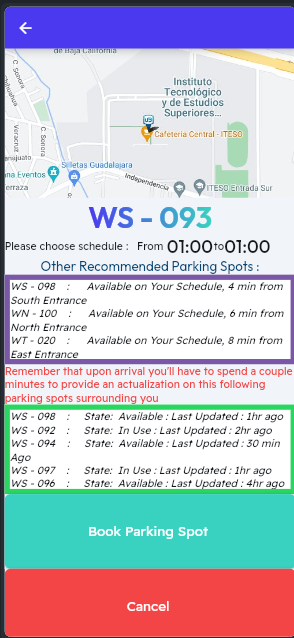 de Baja California
C. Sonora
Chihuahua
Instituto
Tecnológico
y de Estudios
Superiores...
Cafetería Central - ITESO
C. Sonora
Veracruz
Guanajuato
Silletas Guadalajara
na Eventos
erraza
Independencia
ITESO Entrada Sur
WS - 093
Please choose schedule : From 01:00 to 01:00
Other Recommended Parking Spots :
WS - 098 : Available on Your Schedule, 4 min from
South Entrance
WN - 100 : Available on Your Schedule, 6 min from
North Entrance
WT - 020 : Available on Your Schedule, 8 min from
East Entrance
Remember that upon arrival you'll have to spend a couple
minutes to provide an actualization on this following
parking spots surrounding you
WS - 098 : State: Available : Last Updated : 1hr ago
WS - 092 : State: In Use : Last Updated : 2hr ago
WS - 094 : State: Available : Last Updated : 30 min
Ago
WS - 097 : State: In Use : Last Updated : 1hr ago
WS - 096 : State: Available : Last Updated : 4hr ago
Book Parking Spot
Cancel